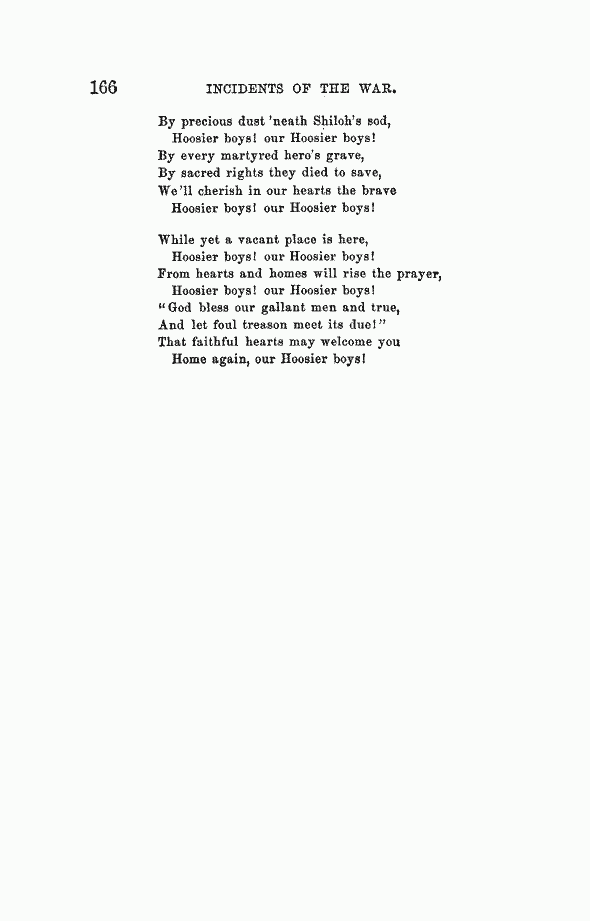 166 INCIDENTS OF THE WAR.
By precious dust 'neath Shiloh's sod,
Hoosier boys! our Hoosier boys!
By every martyred hero's grave,
By sacred rights they died to save,
We'll cherish in our hearts the brave
Hoosier boys! our Hoosier boys!
While yet a vacant place is here,
Hoosier boys! our Hoosier boys!
From hearts and homes will rise the prayer,
Hoosier boys! our Hoosier boys!
"God bless our gallant men and true,
And let foul treason meet its due!"
That faithful hearts may welcome you
Home again, our Hoosier boys!